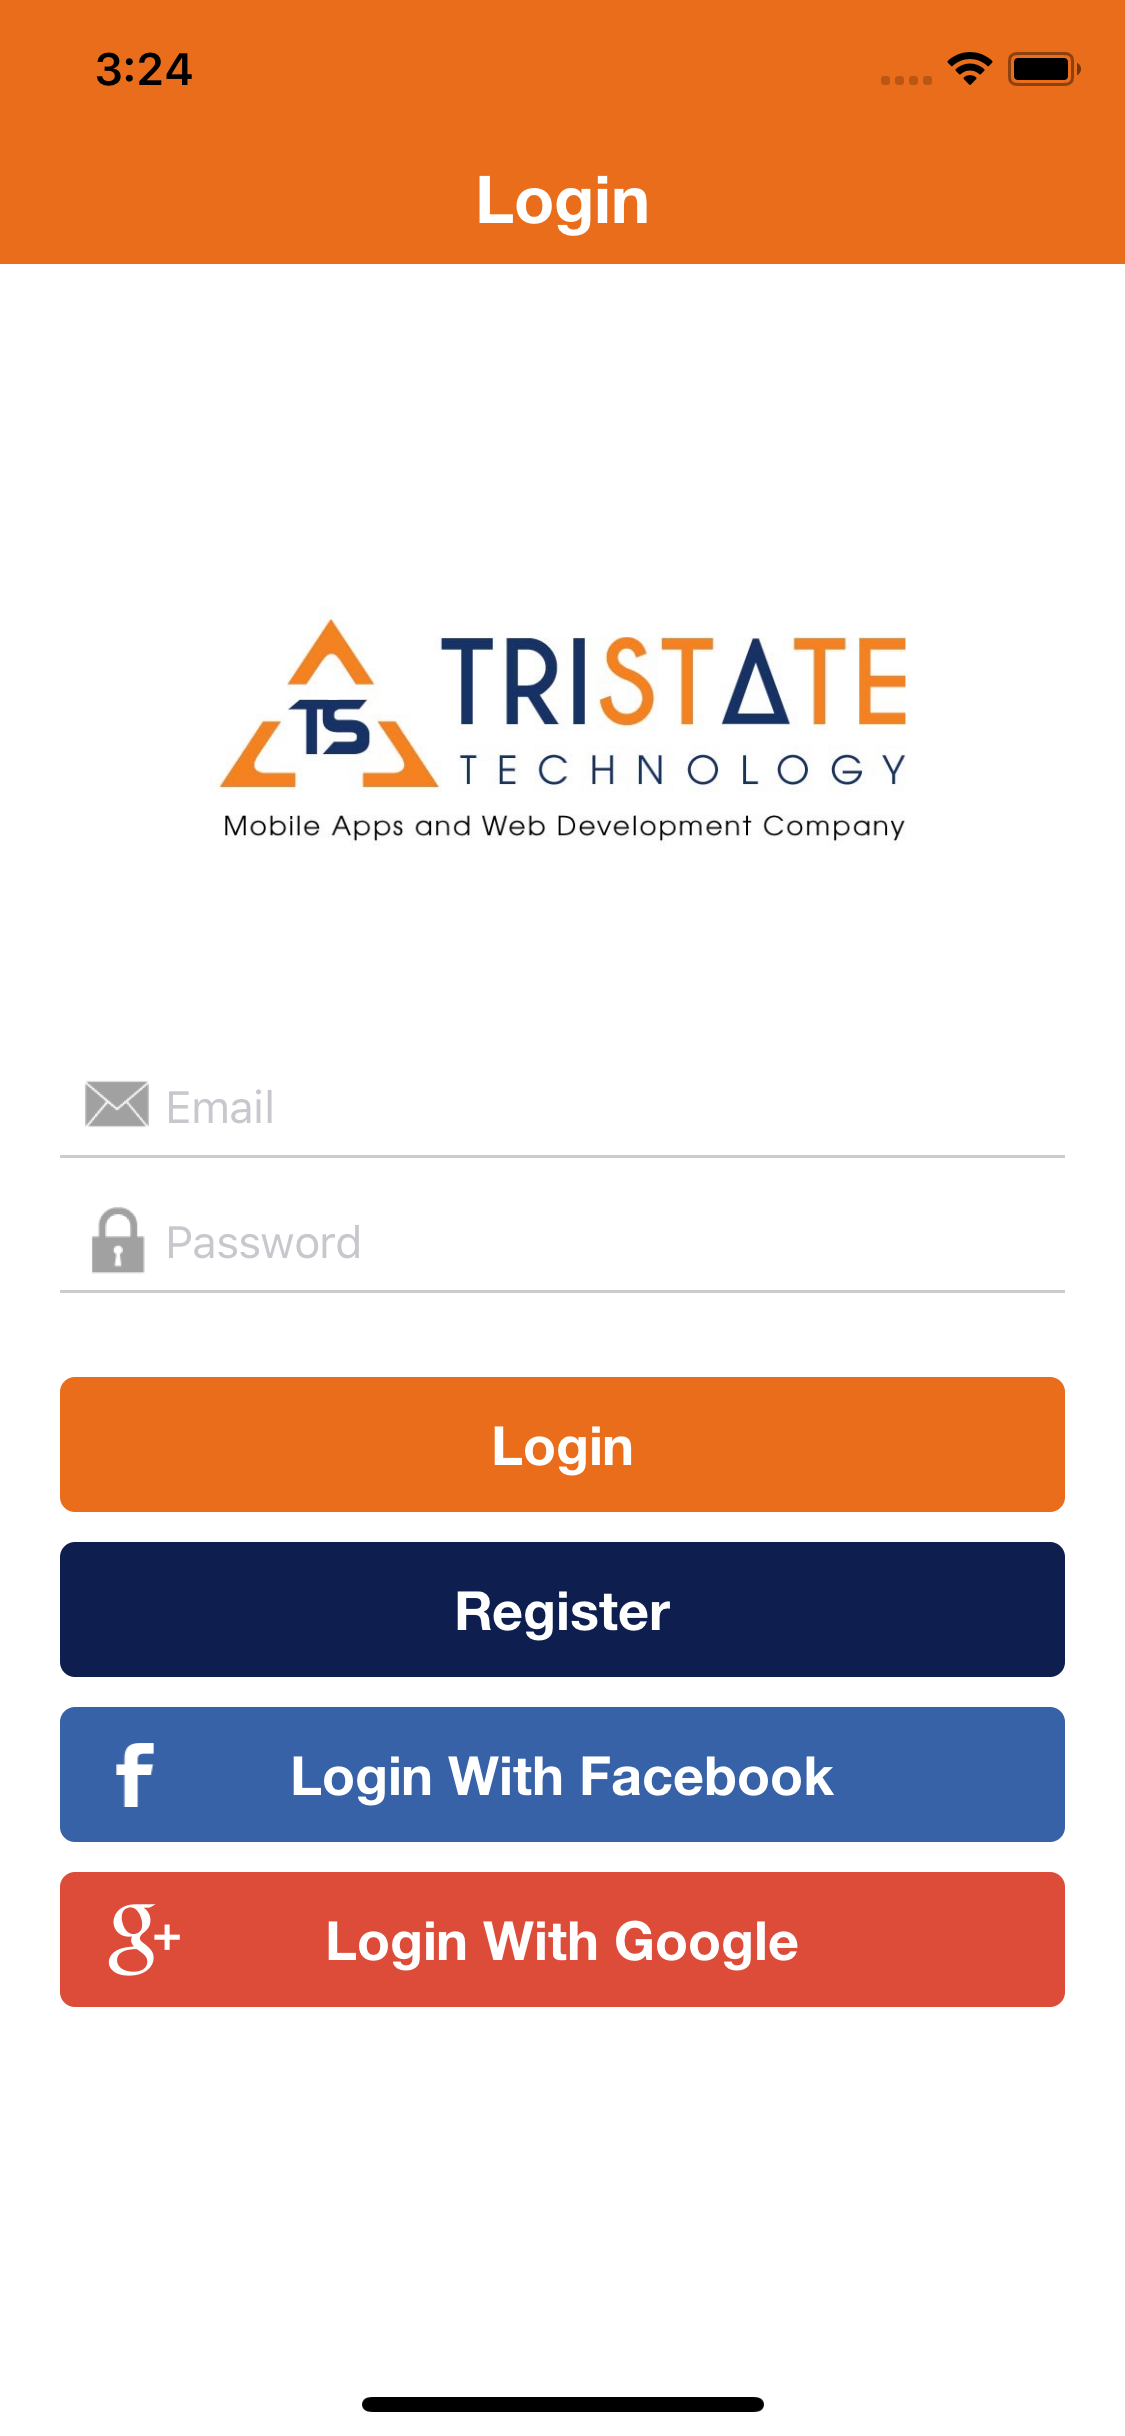 3:24
Login
TS
TRISTATE
TECHNOLOGY
Mobile Apps and Web Development Company
Email
Password
Login
Register
f Login With Facebook
g+ Login With Google